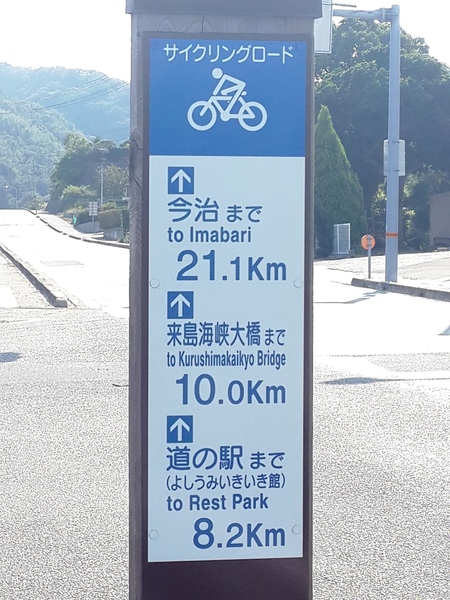 サイクリングロード
今治まで
to Imabari
21.1Km
来島海峡大橋まで
to Kurushimakaikyo Bridge
10.0Km
道の駅まで
(よしうみいきいき館)
to Rest Park
8.2Km